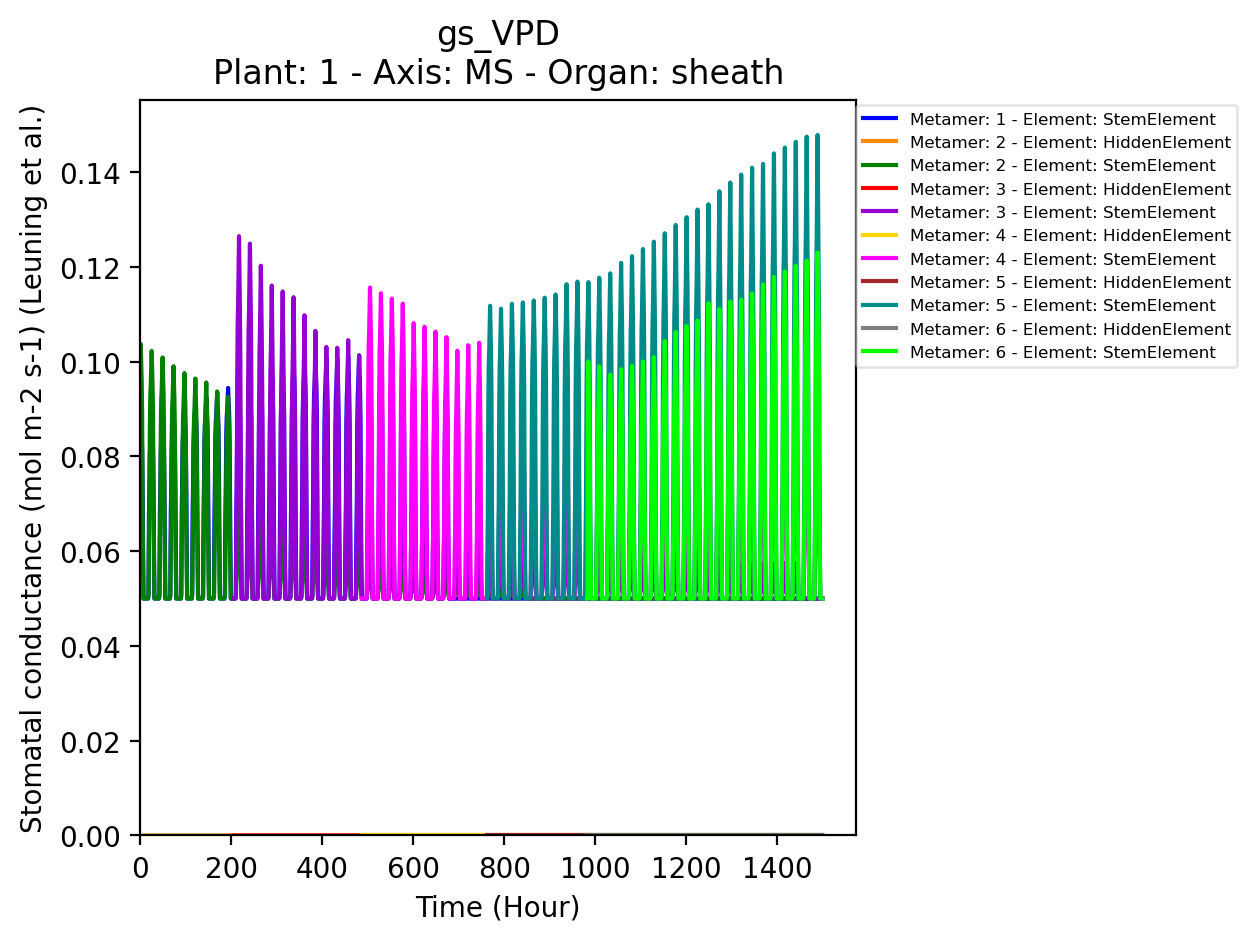 gs_VPD
Plant: 1 - Axis: MS - Organ: sheath
Stomatal conductance (mol m-2 s-1) (Leuning et al.)
0.14
0.12
0.10
0.08
0.06
0.04
0.02
0.00
0 200 400 600 800 1000 1200 1400
Time (Hour)
Metamer: 1 - Element: StemElement
Metamer: 2 - Element: HiddenElement
Metamer: 2 - Element: StemElement
Metamer: 3 - Element: HiddenElement
Metamer: 3 - Element: StemElement
Metamer: 4 - Element: HiddenElement
Metamer: 4 - Element: StemElement
Metamer: 5 - Element: HiddenElement
Metamer: 5 - Element: StemElement
Metamer: 6 - Element: HiddenElement
Metamer: 6 - Element: StemElement